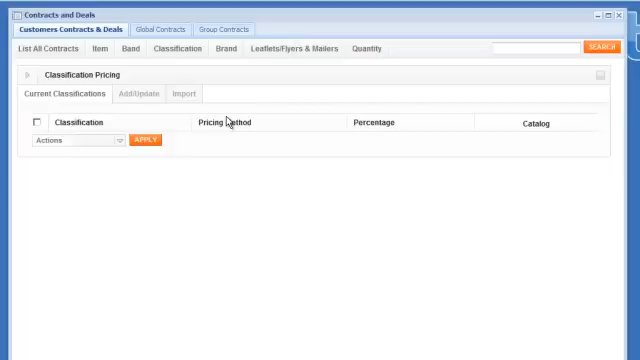 Contracts and Deals
Customers Contracts & Deals Global Contracts Group Contracts
List All Contracts Item Band Classification Brand Leaflets/Flyers & Mailers Quantity SEARCH
Classification Pricing
Current Classifications Add/Update Import
Classification Pricing Method Percentage Catalog
Actions APPLY